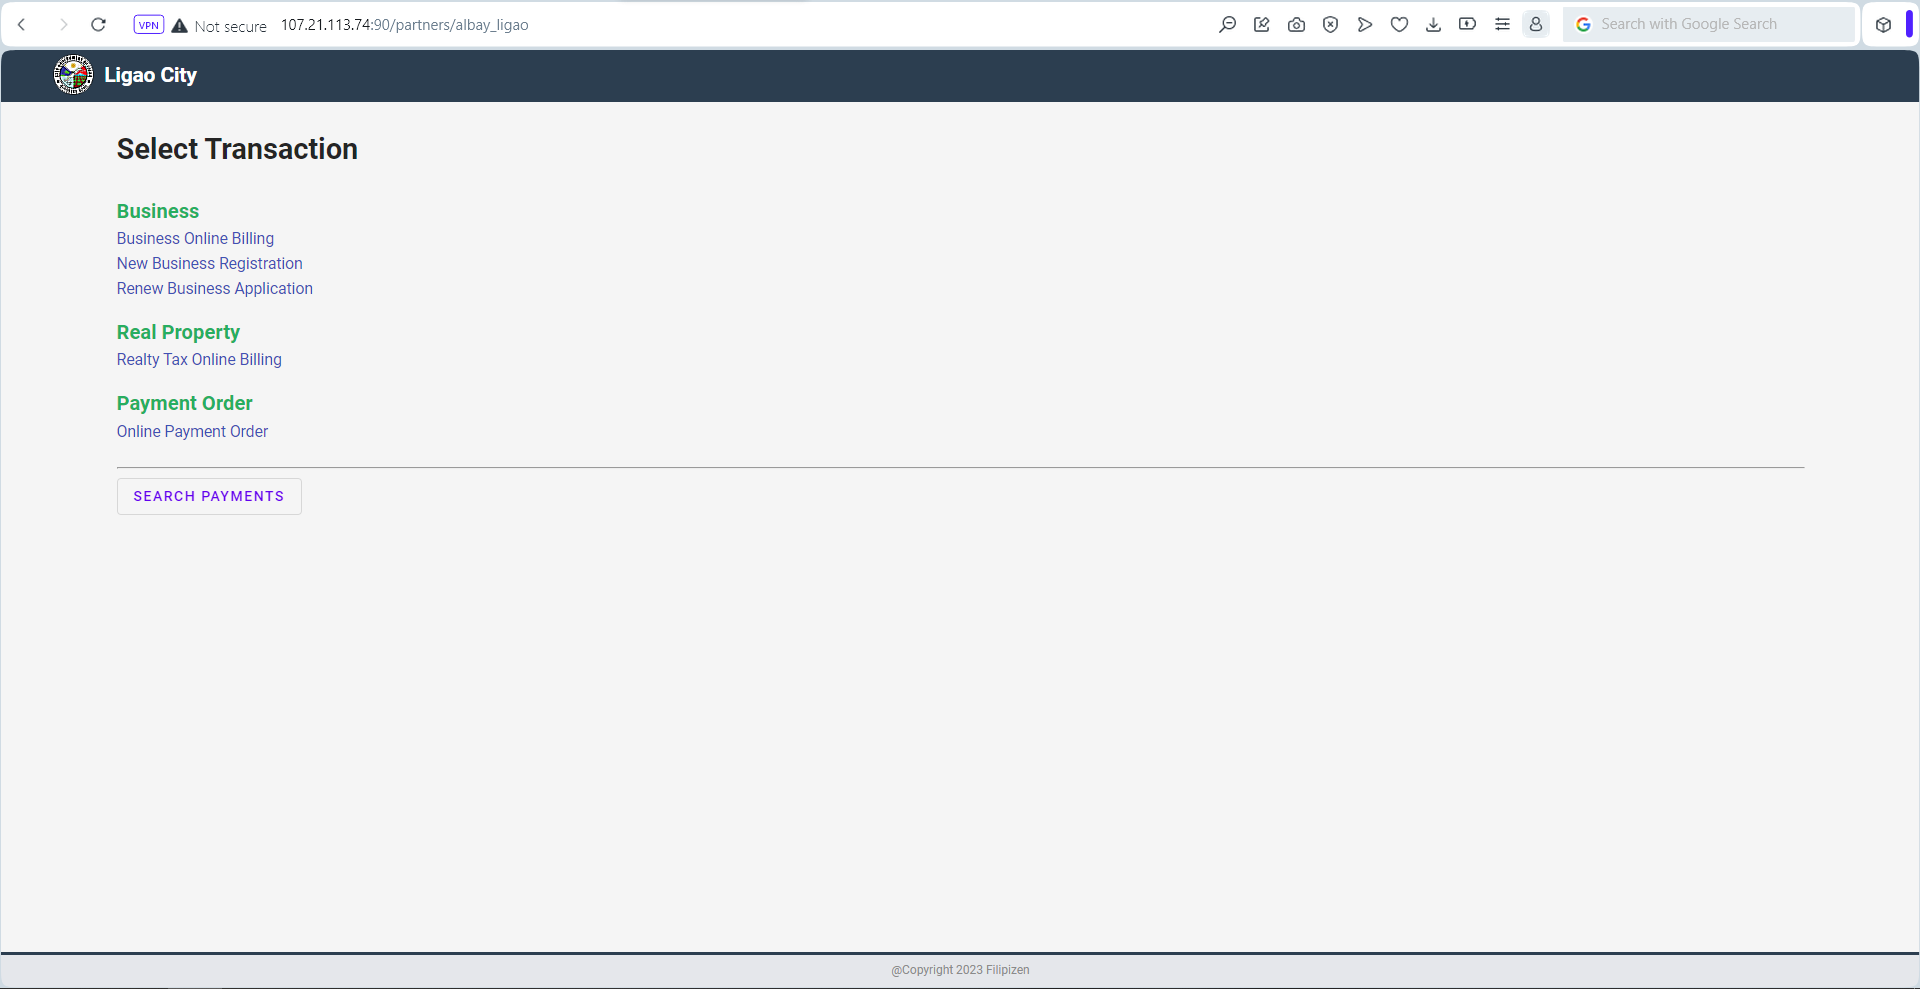 VPN
Not secure
107.21.113.74:90/partners/albay_ligao
Search with Google Search
Ligao City
Select Transaction
Business
Business Online Billing
New Business Registration
Renew Business Application
Real Property
Realty Tax Online Billing
Payment Order
Online Payment Order
SEARCH PAYMENTS
@Copyright 2023 Filipizen